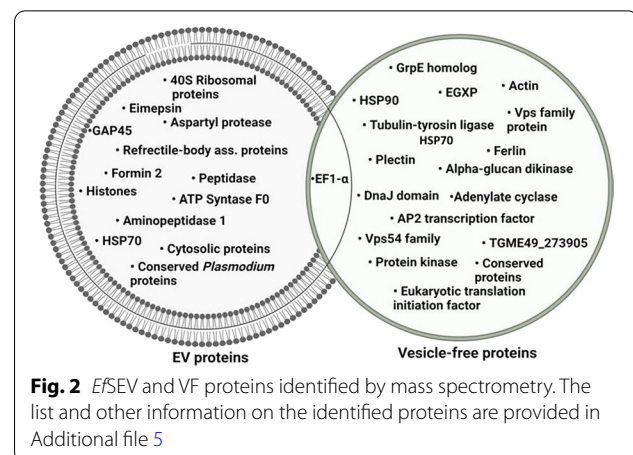 • 40S Ribosomal
proteins
• Eimepsin
• Aspartyl protease
•GAP45
• Refractile-body ass. proteins
• Formin 2
• Peptidase
• Histones
• ATP Syntase F0
• Aminopeptidase 1
• HSP70
• Cytosolic proteins
• Conserved Plasmodium
proteins
•EF1-α
• GrpE homolog
• EGXP
• Actin
• HSP90
• Vps family
protein
• Tubulin-tyrosin ligase
HSP70
• Ferlin
• Plectin
• Alpha-glucan dikinase
• DnaJ domain
• Adenylate cyclase
• AP2 transcription factor
• Vps54 family
• TGME49_273905
• Protein kinase
• Conserved
proteins
• Eukaryotic translation
initiation factor
EV proteins
Vesicle-free proteins
Fig. 2 EfSEV and VF proteins identified by mass spectrometry. The
list and other information on the identified proteins are provided in
Additional file 5